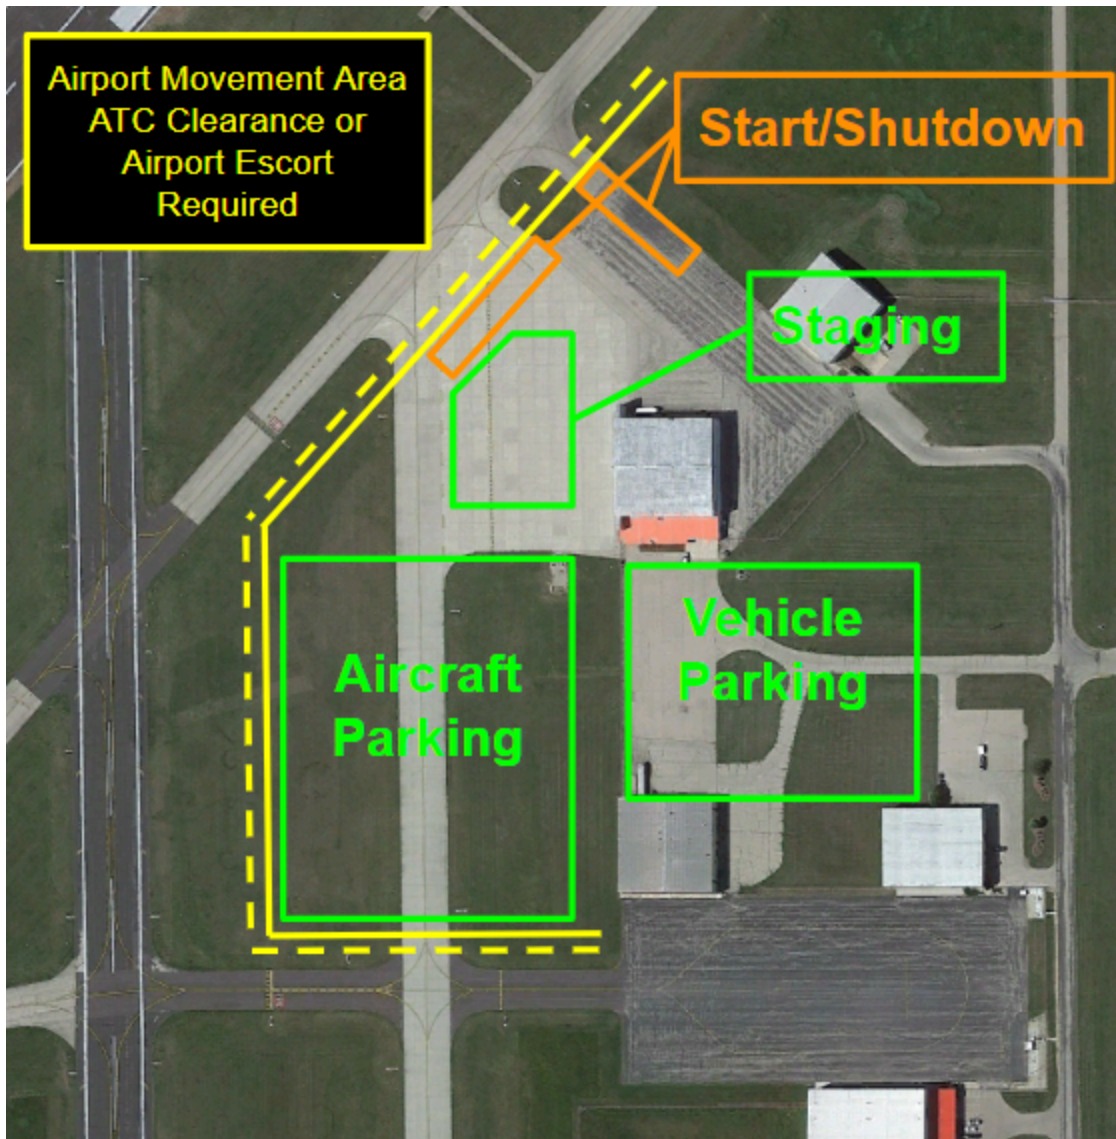 Airport Movement Area
ATC Clearance or
Airport Escort
Required
Start/Shutdown
Staging
Vehicle
Parking
Aircraft
Parking